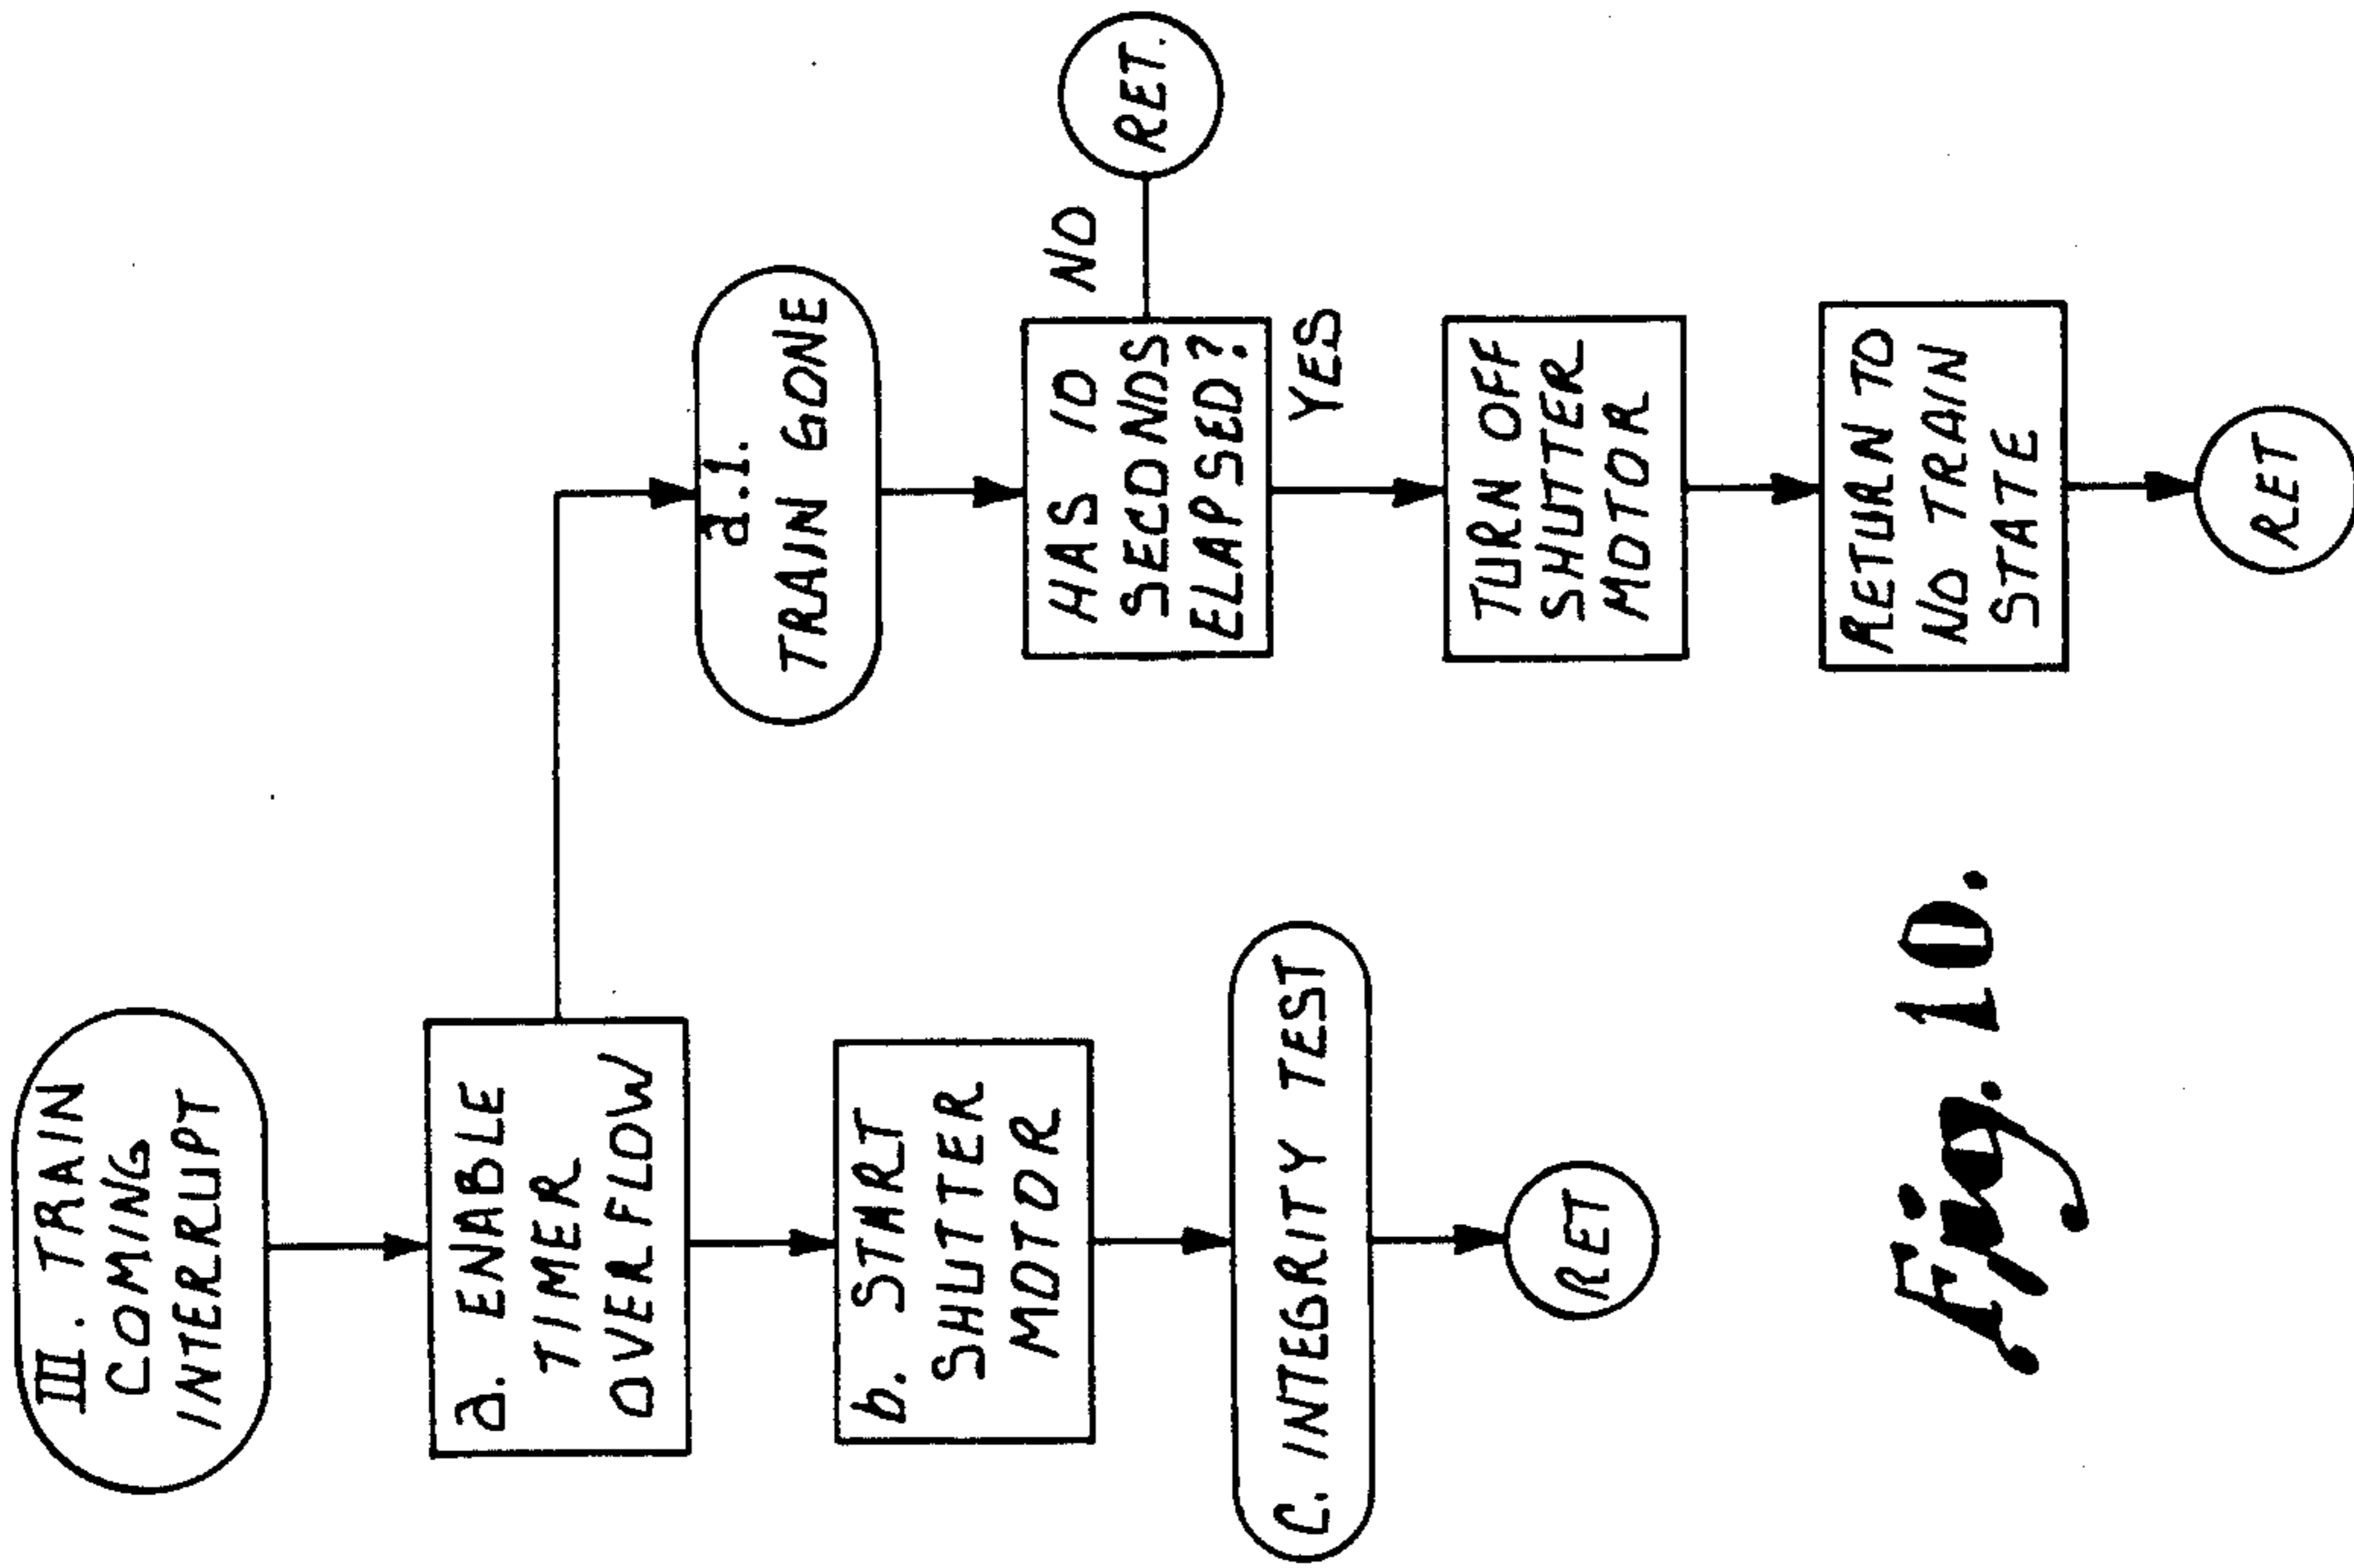 III. TRAIN
COMING
INTERRUPT
a. ENABLE
TIMER
OVERFLOW
b. START
SHUTTER
MOTOR
C. INTEGRITY TEST
RET
a.1.
TRAIN GONE
HAS 10
SECONDS
ELAPSED?
NO
RET.
YES
TURN OFF
SHUTTER
MOTOR
RETURN TO
NO TRAIN
STATE
RET
Fig. 10.